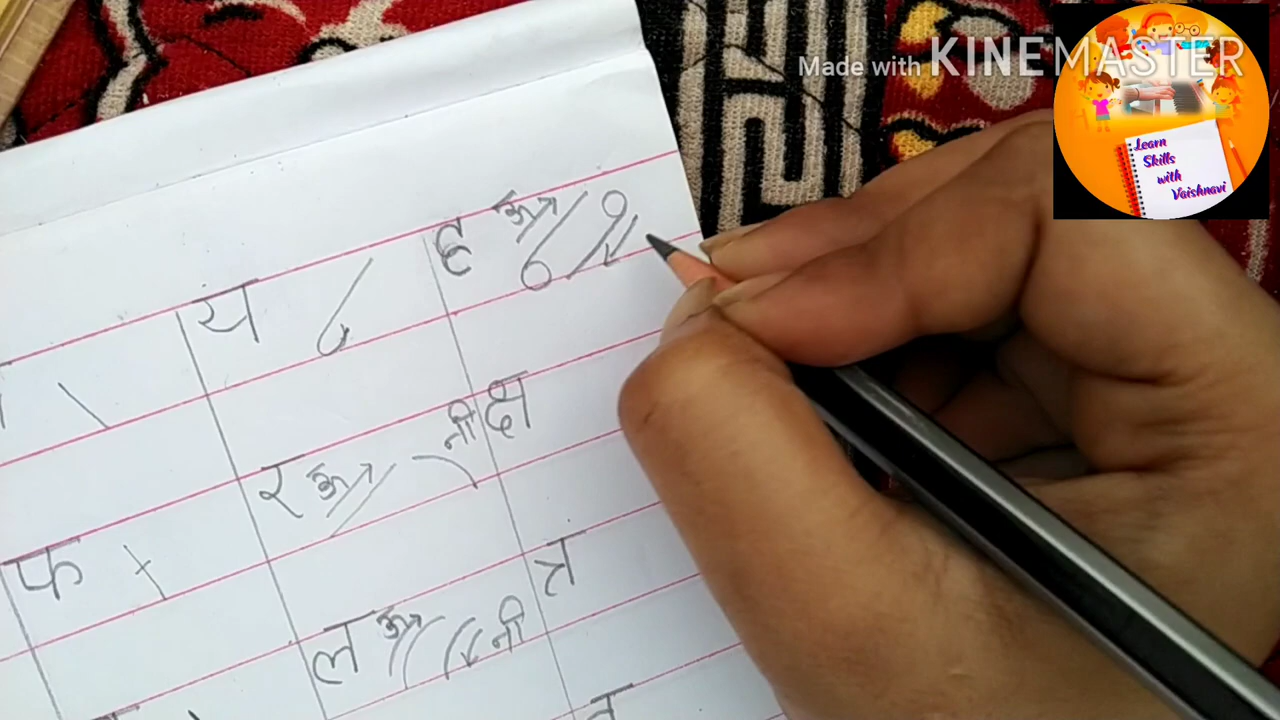 Made with KINEMASTER
Learn
Skills
with
Vaishnavi
य
ह ऊ
र ऊ नी
क्ष
फ
ल ऊ नी
त्र